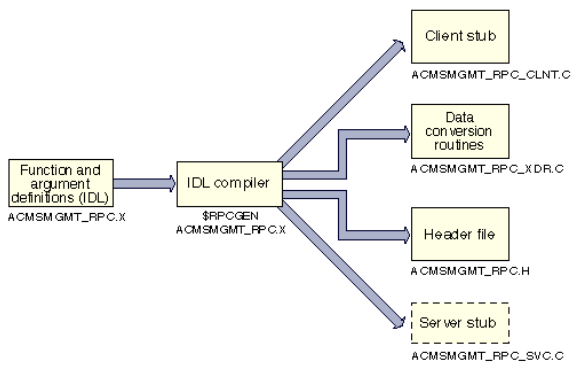 Function and
argument
definitions (IDL)
ACMSMGMT_RPC.X
IDL compiler
$RPCGEN
ACMSMGMT_RPC.X
Client stub
ACMSMGMT_RPC_CLNT.C
Data
conversion
routines
ACMSMGMT_RPC_XDR.C
Header file
ACMSMGMT_RPC.H
Server stub
ACMSMGMT_RPC_SVC.C